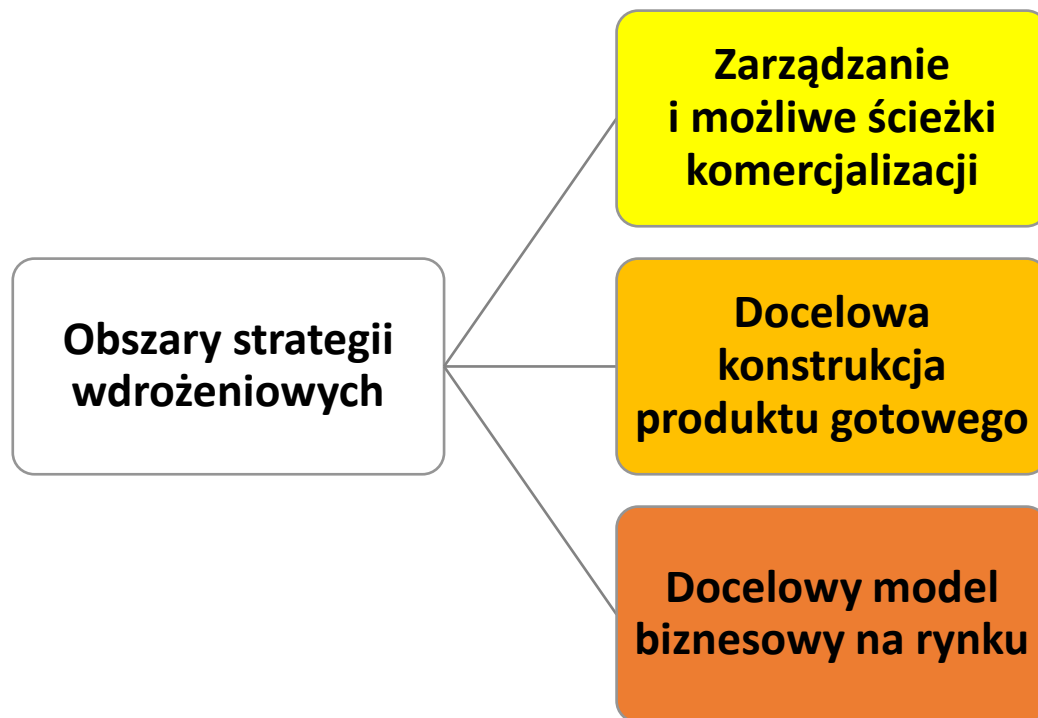 Zarządzanie
i możliwe ścieżki
komercjalizacji
Obszary strategii
wdrożeniowych
Docelowa
konstrukcja
produktu gotowego
Docelowy model
biznesowy na rynku